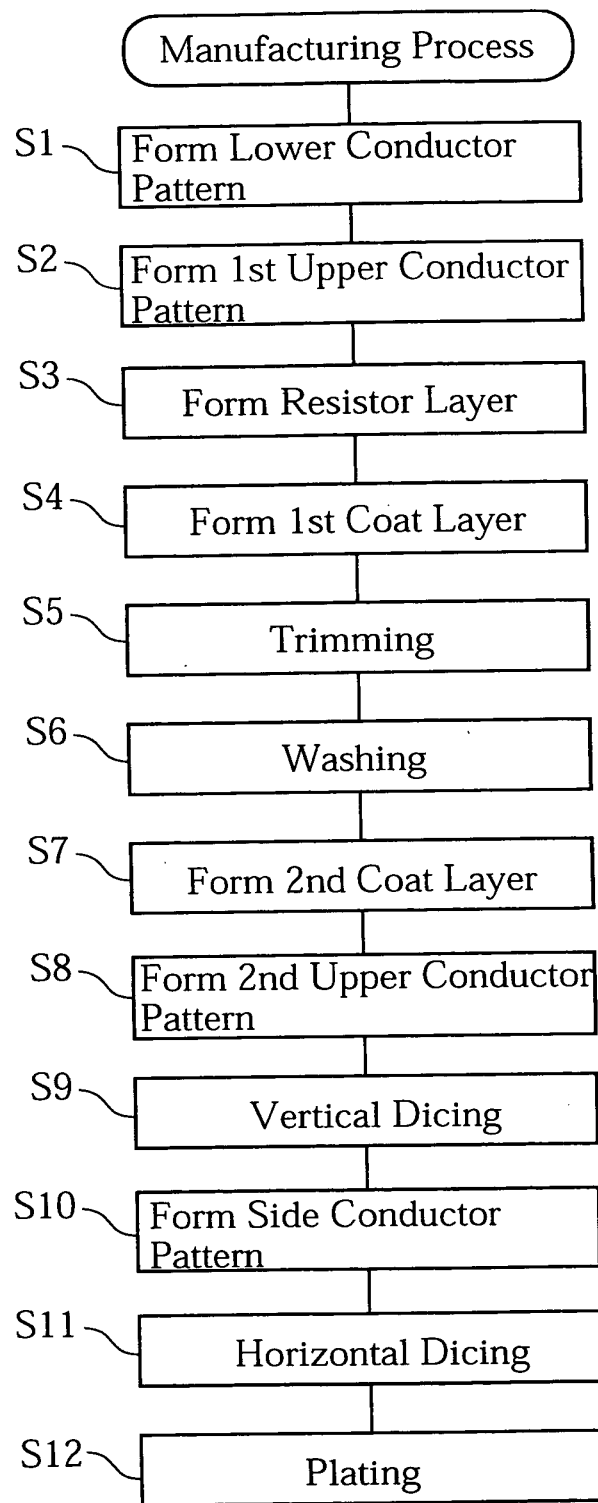 Manufacturing Process
S1
Form Lower Conductor
Pattern
S2
Form 1st Upper Conductor
Pattern
S3
Form Resistor Layer
S4
Form 1st Coat Layer
S5
Trimming
S6
Washing
S7
Form 2nd Coat Layer
S8
Form 2nd Upper Conductor
Pattern
S9
Vertical Dicing
S10
Form Side Conductor
Pattern
S11
Horizontal Dicing
S12
Plating